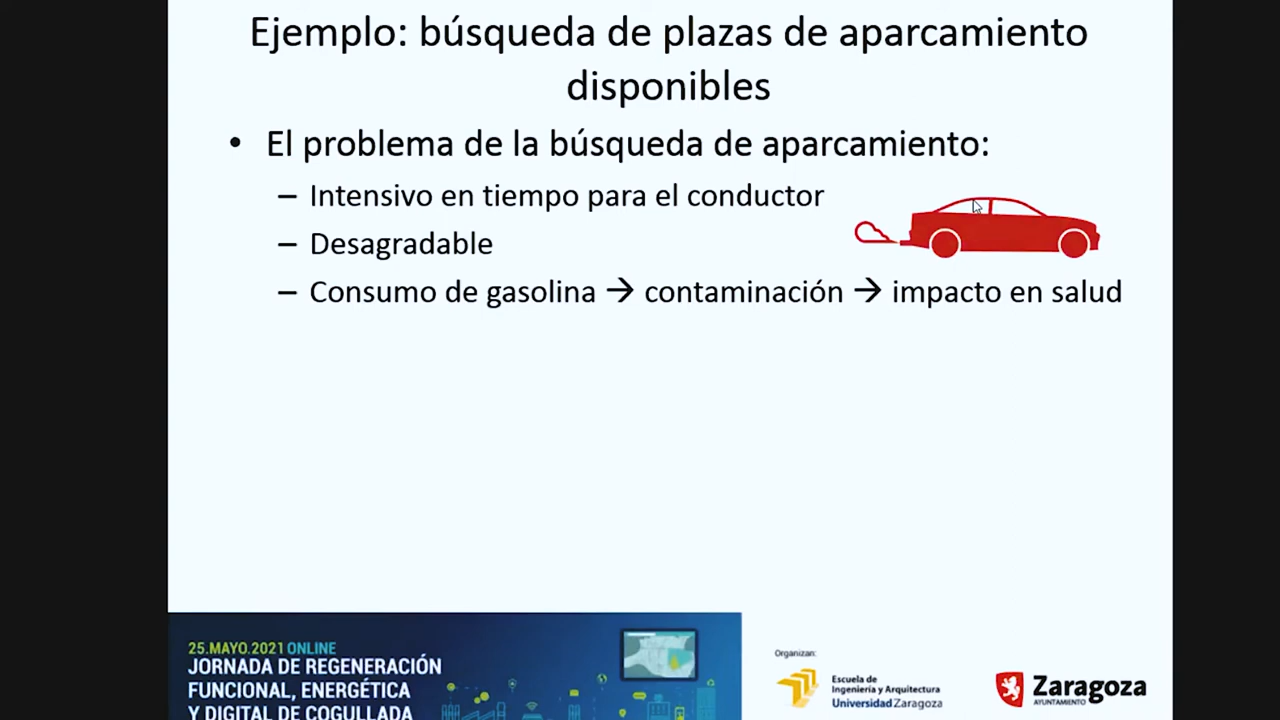 Ejemplo: búsqueda de plazas de aparcamiento
disponibles
• El problema de la búsqueda de aparcamiento:
– Intensivo en tiempo para el conductor
– Desagradable
– Consumo de gasolina → contaminación → impacto en salud
25.MAYO.2021 ONLINE
JORNADA DE REGENERACIÓN
FUNCIONAL, ENERGÉTICA
Y DIGITAL DE COGULLADA
Organizan:
Escuela de
Ingeniería y Arquitectura
Universidad Zaragoza
Zaragoza
AYUNTAMIENTO